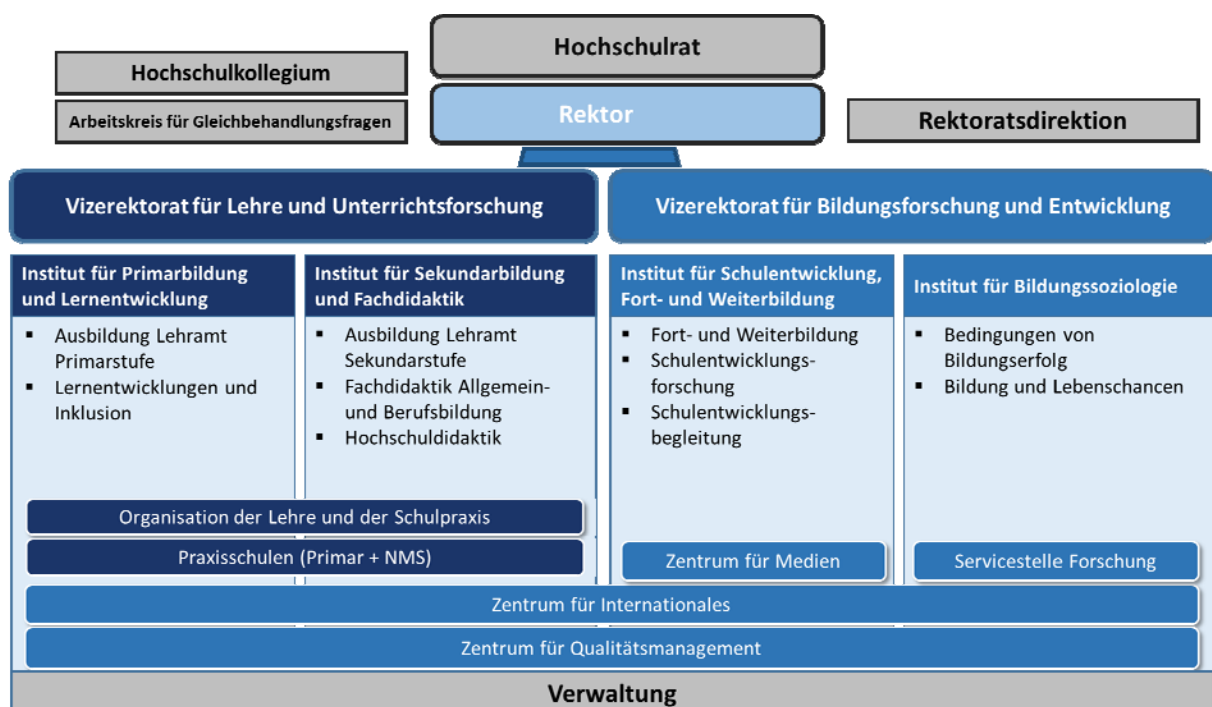 Hochschulrat
Hochschulkollegium
Arbeitskreis für Gleichbehandlungsfragen
Rektor
Rektoratsdirektion
Vizerektorat für Lehre und Unterrichtsforschung
Vizerektorat für Bildungsforschung und Entwicklung
Institut für Primarbildung
und Lernentwicklung
▪ Ausbildung Lehramt
Primarstufe
▪ Lernentwicklungen und
Inklusion
Institut für Sekundarbildung
und Fachdidaktik
▪ Ausbildung Lehramt
Sekundarstufe
▪ Fachdidaktik Allgemein-
und Berufsbildung
▪ Hochschuldidaktik
Institut für Schulentwicklung,
Fort- und Weiterbildung
▪ Fort- und Weiterbildung
▪ Schulentwicklungs-
forschung
▪ Schulentwicklungs-
begleitung
Institut für Bildungssoziologie
▪ Bedingungen von
Bildungserfolg
▪ Bildung und Lebenschancen
Organisation der Lehre und der Schulpraxis
Praxisschulen (Primar + NMS)
Zentrum für Medien
Servicestelle Forschung
Zentrum für Internationales
Zentrum für Qualitätsmanagement
Verwaltung